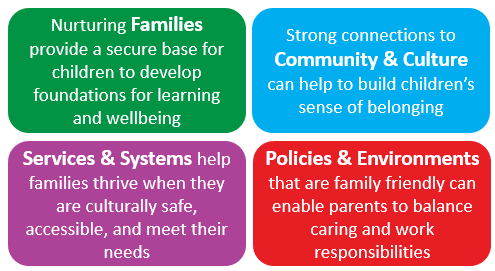 Nurturing Families
provide a secure base for
children to develop
foundations for learning
and wellbeing
Strong connections to
Community & Culture
can help to build children's
sense of belonging
Services & Systems help
families thrive when they
are culturally safe,
accessible, and meet their
needs
Policies & Environments
that are family friendly can
enable parents to balance
caring and work
responsibilities